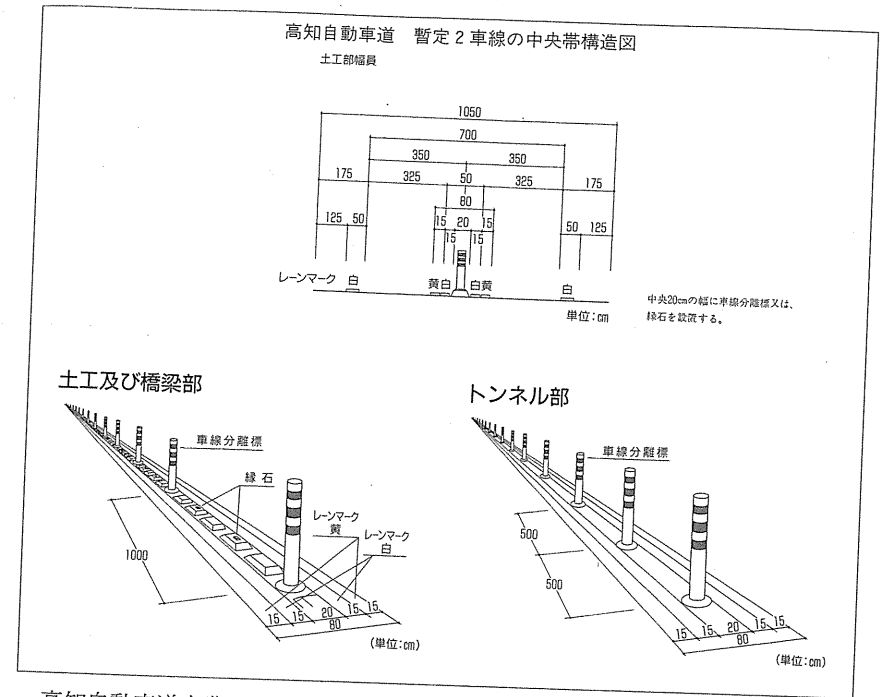 高知自動車道　暫定2車線の中央帯構造図
土工部幅員
1050
700
350 350
175 325 50 325 175
80
125 50 15 20 15 50 125
15 15
レーンマーク 白 黄白 白黄 白
単位:cm
中央20cmの幅に車線分離標又は、
縁石を設置する。
土工及び橋梁部
車線分離標
縁石
レーンマーク
黄
レーンマーク
白
1000
15 15 20 15 15
80
(単位:cm)
トンネル部
車線分離標
500
500
15 15 20 15 15
80
(単位:cm)